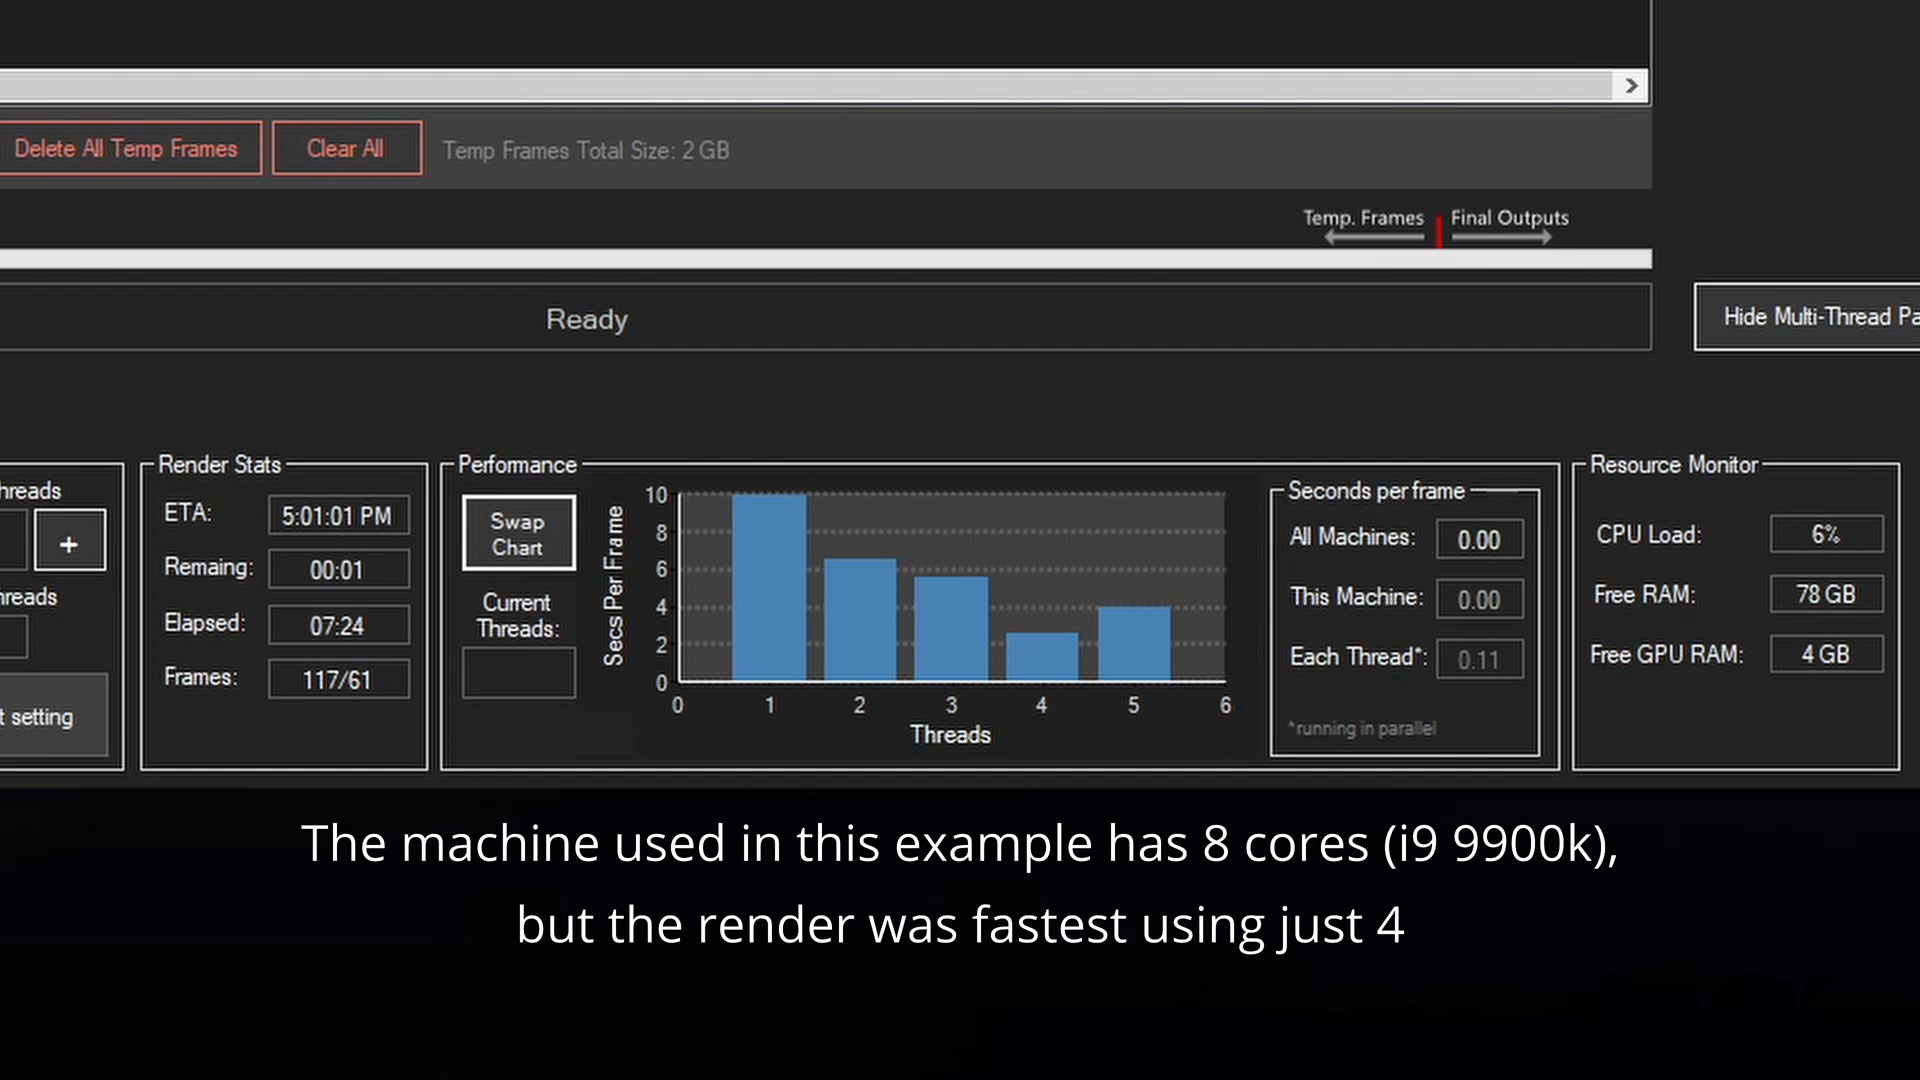 Delete All Temp Frames
Clear All
Temp Frames Total Size: 2 GB
Temp. Frames
Final Outputs
Ready
Hide Multi-Thread Pa
hreads
+
hreads
t setting
Render Stats
ETA: 5:01:01 PM
Remaing: 00:01
Elapsed: 07:24
Frames: 117/61
Performance
Swap
Chart
Current
Threads:
Secs Per Frame
10
8
6
4
2
0
0 1 2 3 4 5 6
Threads
Seconds per frame
All Machines: 0.00
This Machine: 0.00
Each Thread*: 0.11
*running in parallel
Resource Monitor
CPU Load: 6%
Free RAM: 78 GB
Free GPU RAM: 4 GB
The machine used in this example has 8 cores (i9 9900k),
but the render was fastest using just 4